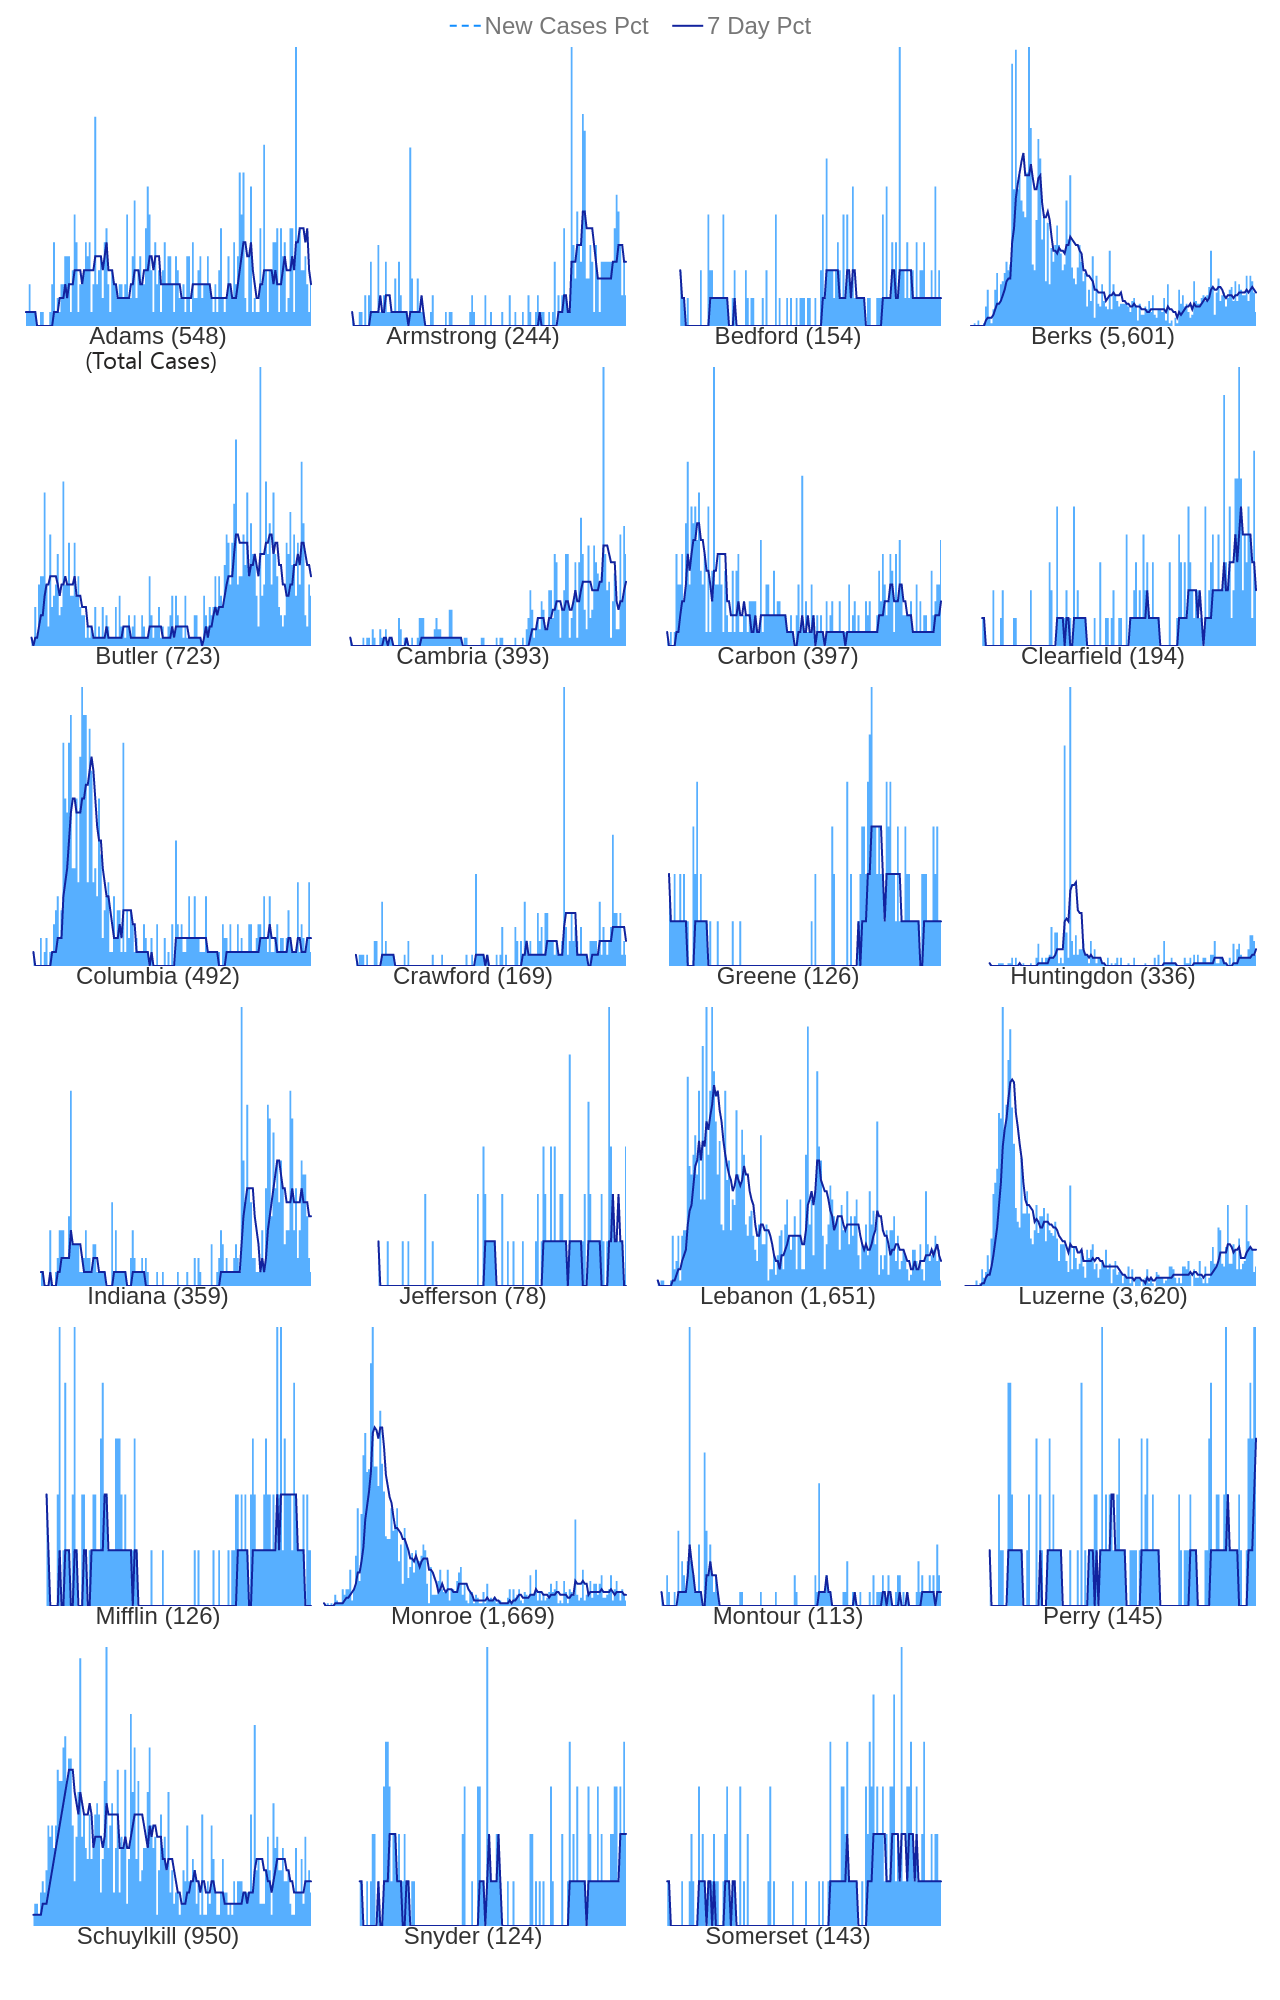 New Cases Pct 7 Day Pct
Adams (548) Armstrong (244) Bedford (154) Berks (5,601)
(Total Cases)
Butler (723) Cambria (393) Carbon (397) Clearfield (194)
Columbia (492) Crawford (169) Greene (126) Huntingdon (336)
Indiana (359) Jefferson (78) Lebanon (1,651) Luzerne (3,620)
Mifflin (126) Monroe (1,669) Montour (113) Perry (145)
Schuylkill (950) Snyder (124) Somerset (143)